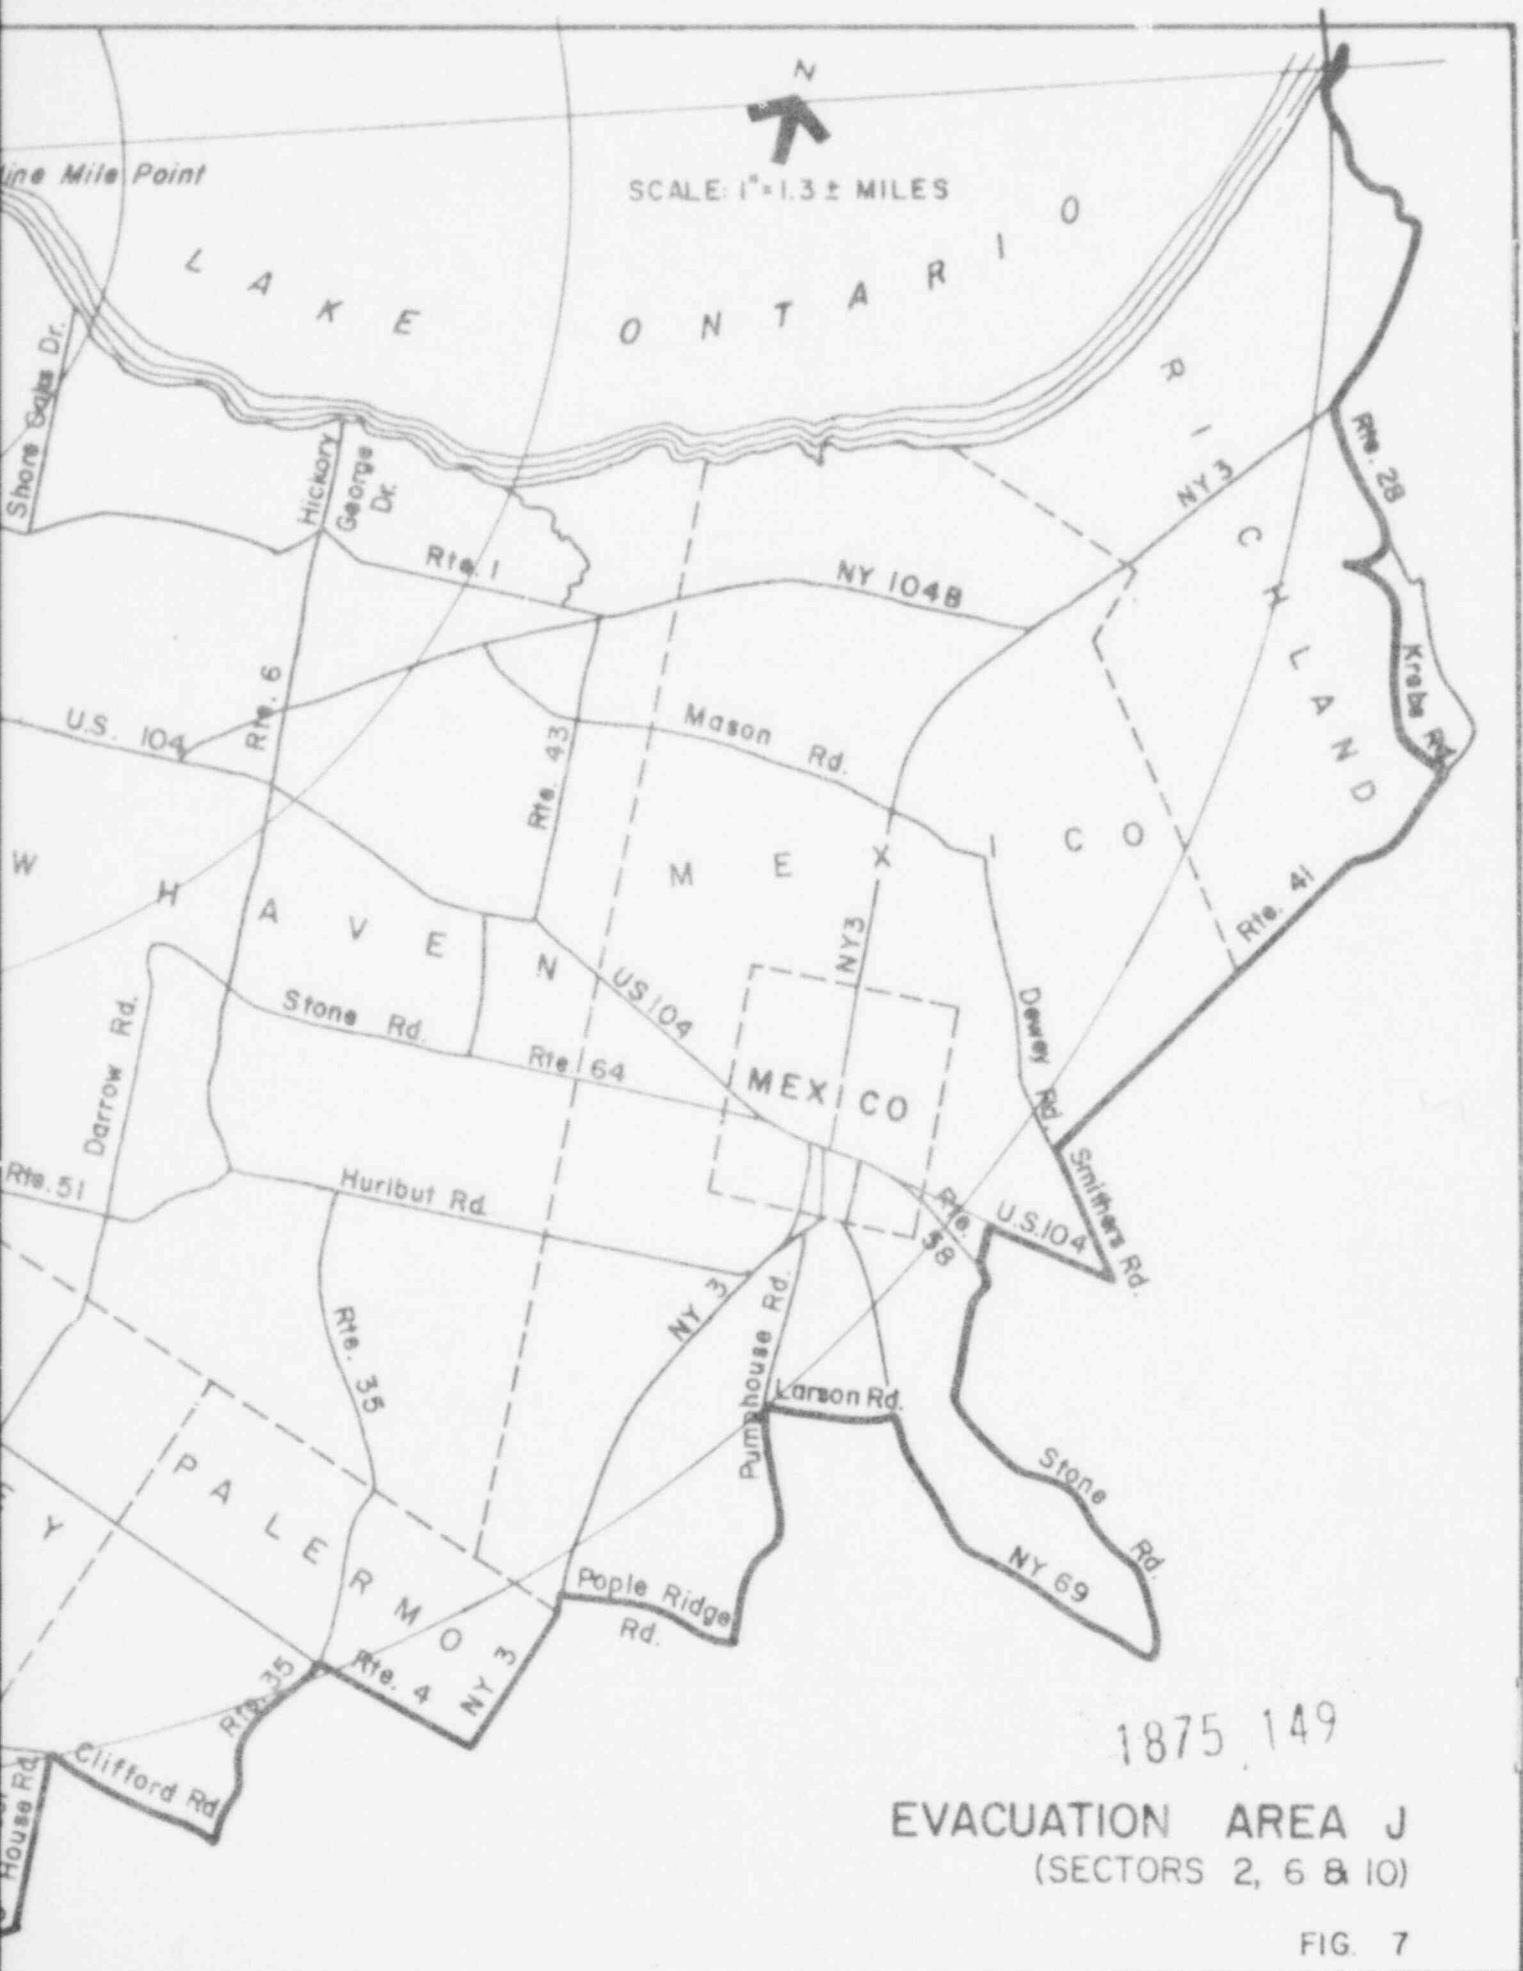 N
ine Mile Point
SCALE: 1"=1.3 ± MILES
LAKE ONTARIO
Shore Oaks Dr.
Hickory
George
Dr.
RICHLAND
Rte. 28
NY 3
Rte. 1
NY 104B
Krebs Rd.
Rte. 6
U.S. 104
Mason Rd.
Rte. 43
W HAVEN
MEXICO
Rte. 41
NY3
US 104
Stone Rd.
Rte. 64
Dewey Rd.
Darrow Rd.
MEXICO
Rte. 51
Hurlbut Rd.
Smithers Rd.
Rte. 58
U.S. 104
NY 3
Pumphouse Rd.
Rte. 35
Larson Rd.
Stone Rd.
Y
PALERMO
NY 69
Pople Ridge
Rd.
Rte. 4
NY 3
Rte. 35
Clifford Rd.
House Rd.
1875 149
EVACUATION AREA J
(SECTORS 2, 6 & 10)
FIG. 7